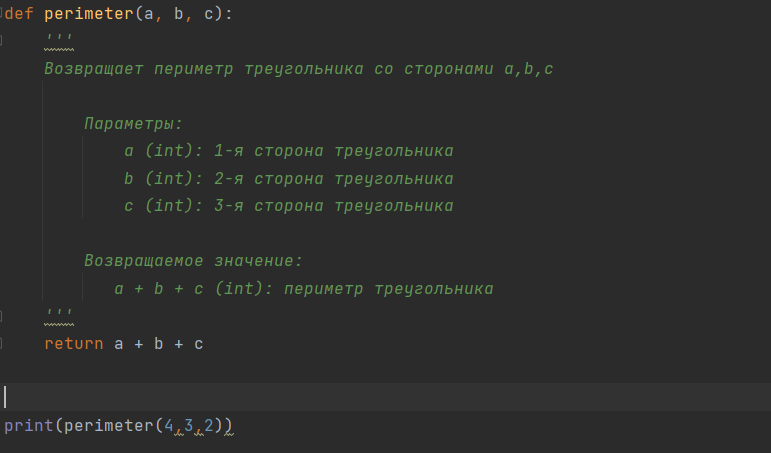 def perimeter(a, b, c):
    '''
    Возвращает периметр треугольника со сторонами a,b,c

        Параметры:
            a (int): 1-я сторона треугольника
            b (int): 2-я сторона треугольника
            c (int): 3-я сторона треугольника

        Возвращаемое значение:
           a + b + c (int): периметр треугольника
    '''
    return a + b + c


print(perimeter(4,3,2))